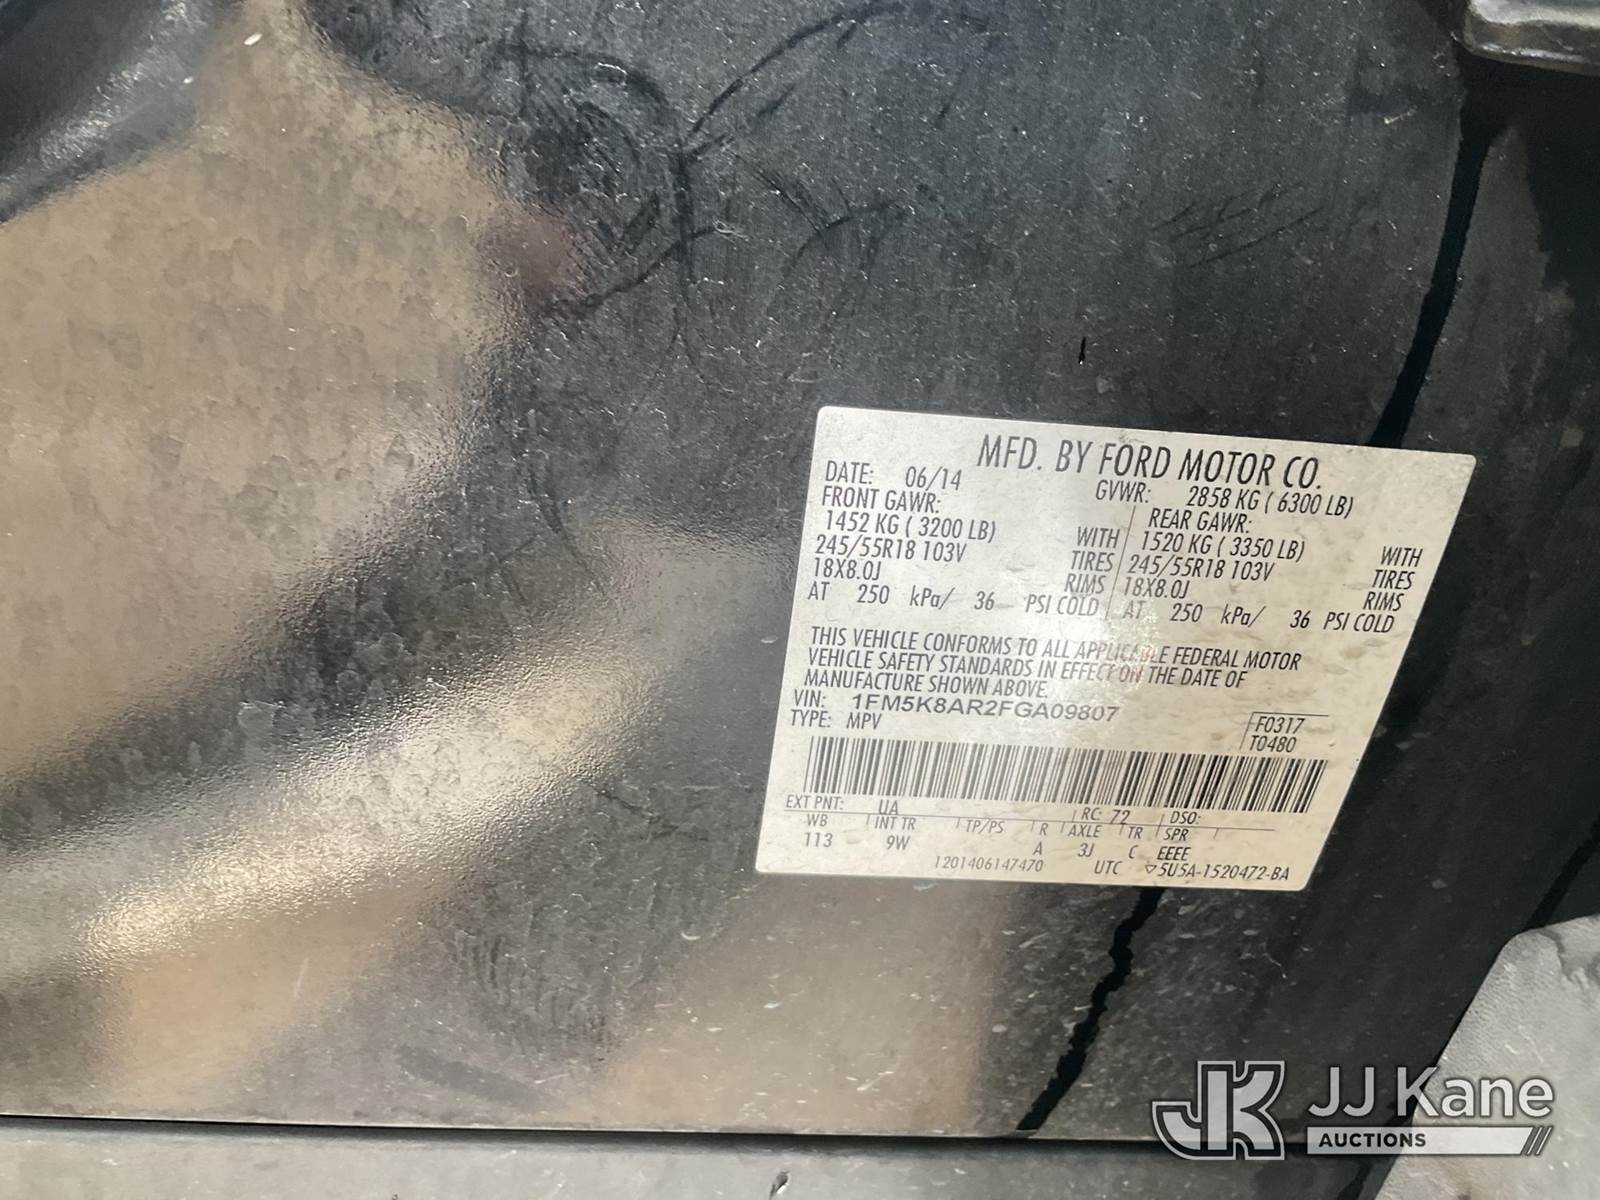 MFD. BY FORD MOTOR CO.
DATE: 06/14 GVWR: 2858 KG ( 6300 LB)
FRONT GAWR: REAR GAWR:
1452 KG ( 3200 LB) WITH 1520 KG ( 3350 LB) WITH
245/55R18 103V TIRES 245/55R18 103V TIRES
18X8.0J RIMS 18X8.0J RIMS
AT 250 kPa/ 36 PSI COLD AT 250 kPa/ 36 PSI COLD
THIS VEHICLE CONFORMS TO ALL APPLICABLE FEDERAL MOTOR
VEHICLE SAFETY STANDARDS IN EFFECT ON THE DATE OF
MANUFACTURE SHOWN ABOVE.
VIN: 1FM5K8AR2FGA09807
TYPE: MPV
F0317
T0480
EXT PNT: UA RC: 72 DSO:
WB INT TR TP/PS R AXLE TR SPR
113 9W A 3J C EEEE
1201406147470 UTC ▽5U5A-1520472-BA
JK JJ Kane
AUCTIONS